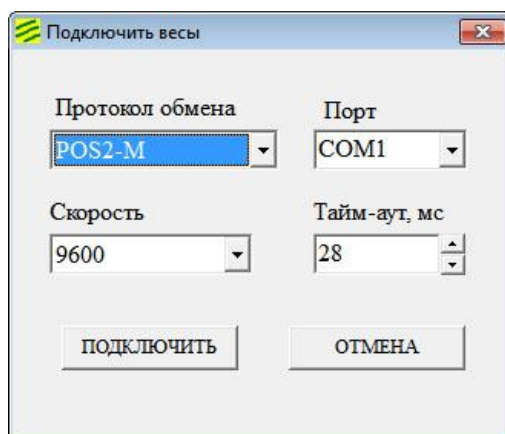 Подключить весы
Протокол обмена Порт
POS2-M COM1
Скорость Тайм-аут, мс
9600 28
ПОДКЛЮЧИТЬ ОТМЕНА